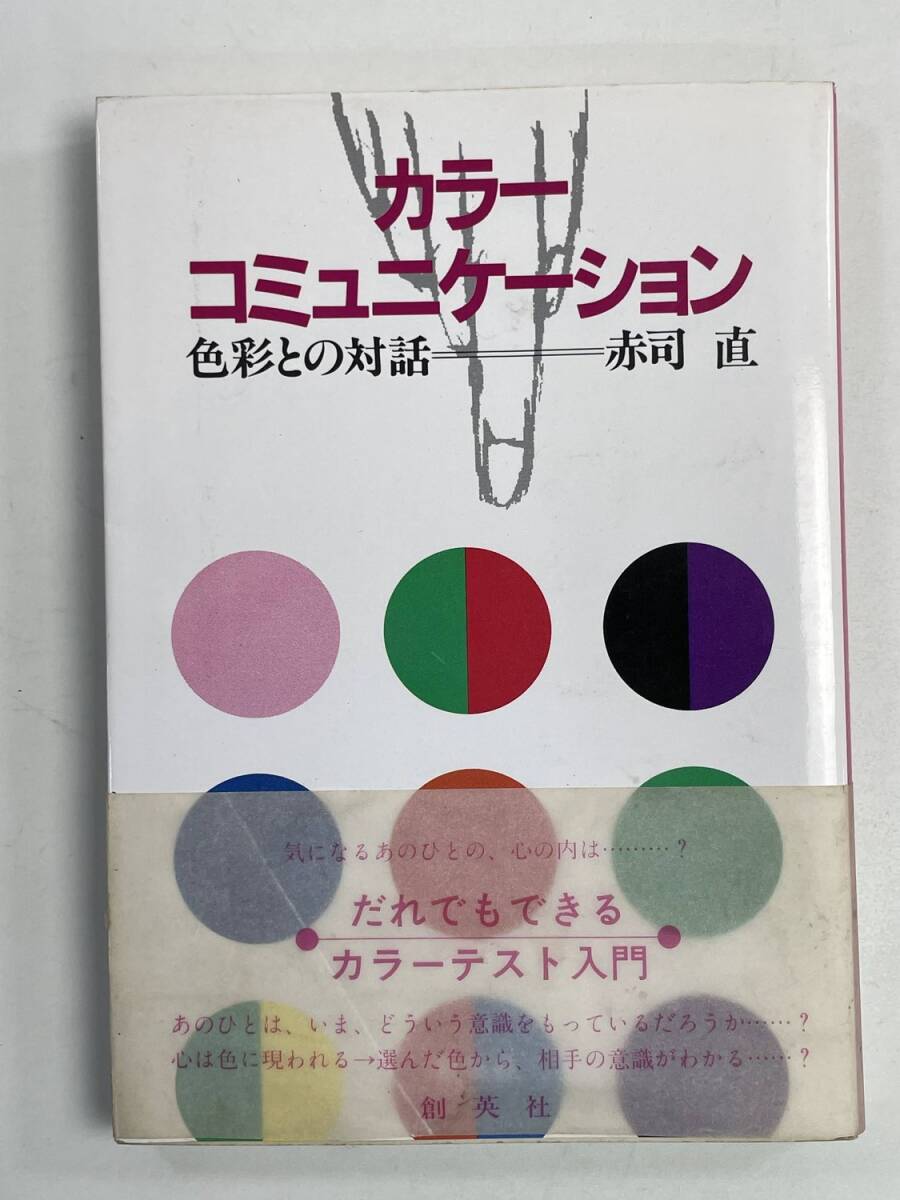 カラー
コミュニケーション
色彩との対話――赤司 直
気になるあのひとの、心の内は………?
だれでもできる
カラーテスト入門
あのひとは、いま、どういう意識をもっているだろうか……?
心は色に現われる→選んだ色から、相手の意識がわかる……?
創英社